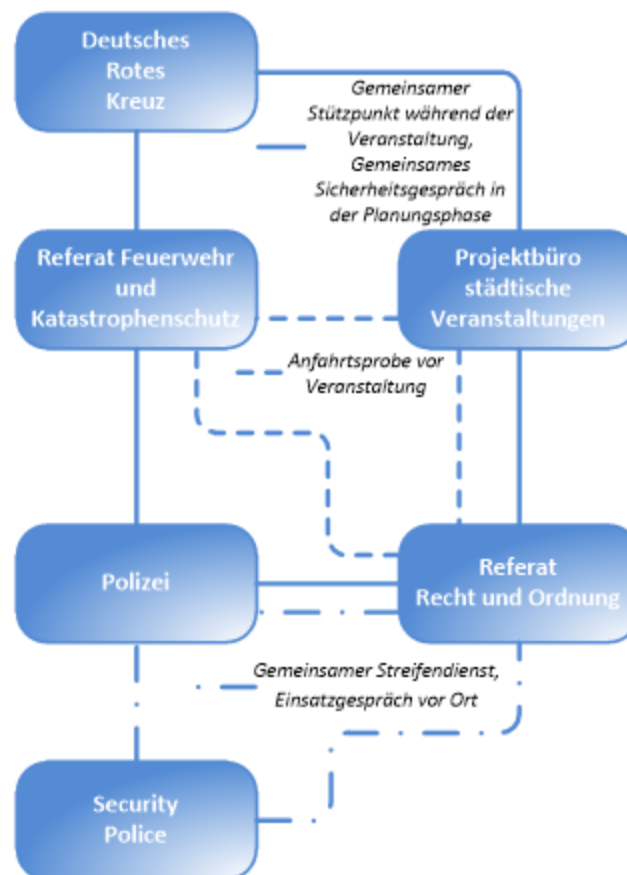 Deutsches
Rotes
Kreuz
Gemeinsamer
Stützpunkt während der
Veranstaltung,
Gemeinsames
Sicherheitsgespräch in
der Planungsphase
Referat Feuerwehr
und
Katastrophenschutz
Projektbüro
städtische
Veranstaltungen
Anfahrtsprobe vor
Veranstaltung
Polizei
Referat
Recht und Ordnung
Gemeinsamer Streifendienst,
Einsatzgespräch vor Ort
Security
Police